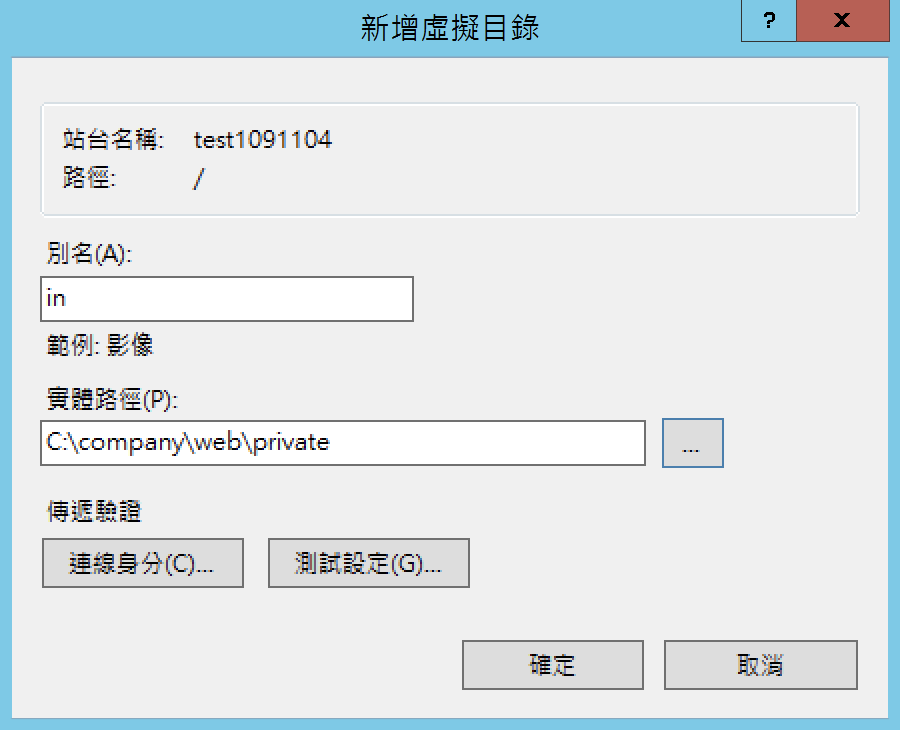 新增虛擬目錄
? x
站台名稱: test1091104
路徑: /
別名(A):
in
範例: 影像
實體路徑(P):
C:\company\web\private
...
傳遞驗證
連線身分(C)...
測試設定(G)...
確定
取消